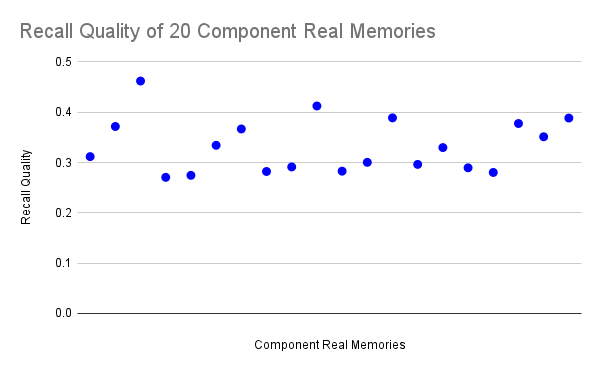 Recall Quality of 20 Component Real Memories
0.5
0.4
0.3
0.2
0.1
0.0
Recall Quality
Component Real Memories